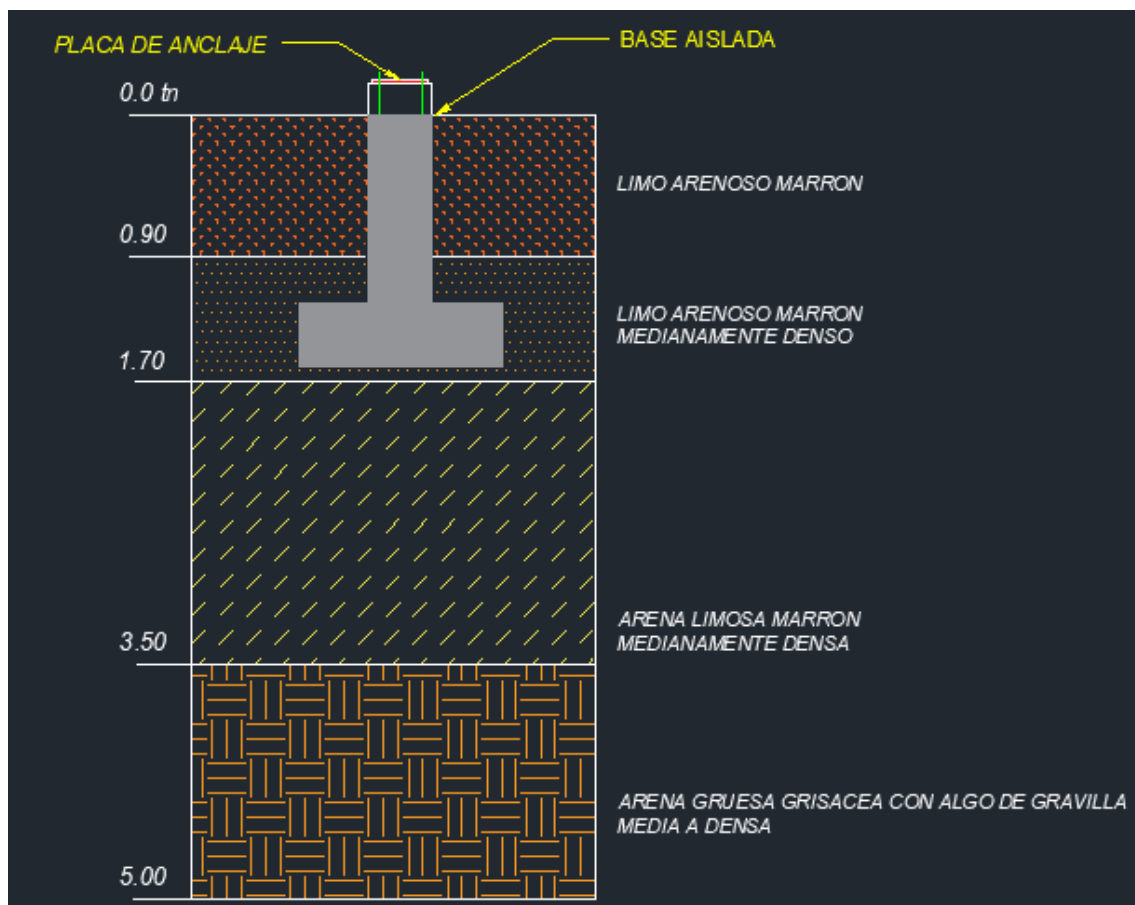 PLACA DE ANCLAJE
BASE AISLADA
0.0 tn
LIMO ARENOSO MARRON
0.90
LIMO ARENOSO MARRON
MEDIANAMENTE DENSO
1.70
ARENA LIMOSA MARRON
MEDIANAMENTE DENSA
3.50
ARENA GRUESA GRISACEA CON ALGO DE GRAVILLA
MEDIA A DENSA
5.00